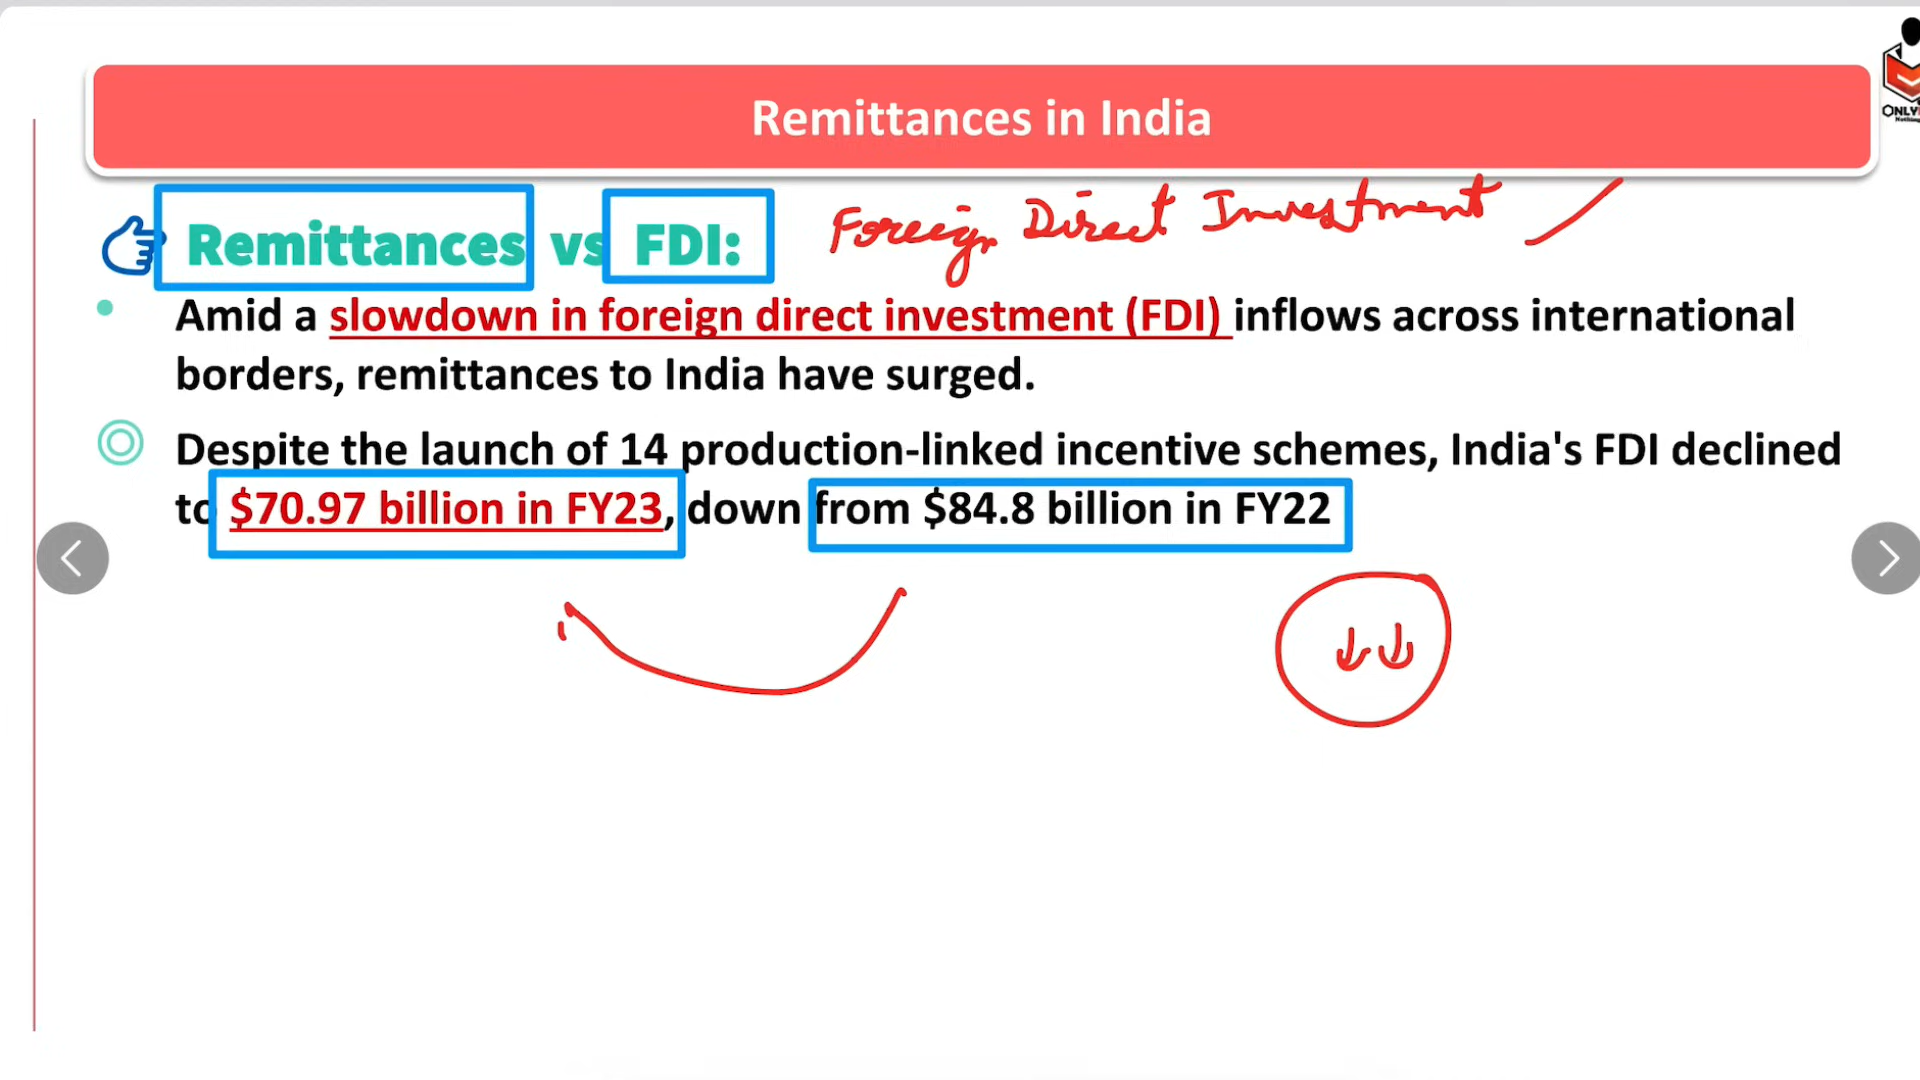 Remittances in India
Remittances vs FDI:
Foreign Direct Investment
Amid a slowdown in foreign direct investment (FDI) inflows across international
borders, remittances to India have surged.
Despite the launch of 14 production-linked incentive schemes, India's FDI declined
to $70.97 billion in FY23, down from $84.8 billion in FY22
ONLY
Nothing